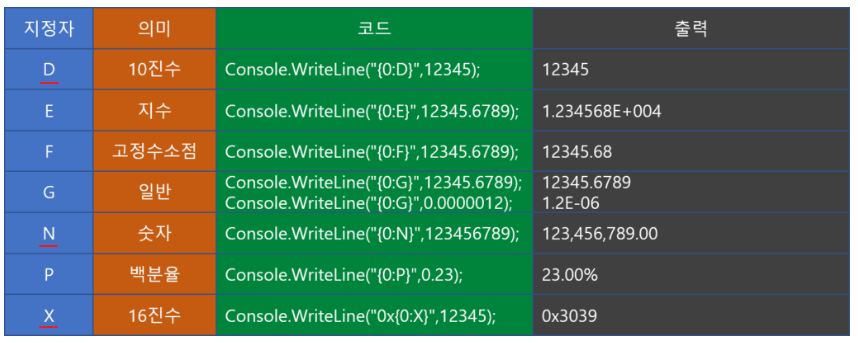 지정자 의미 코드 출력
D 10진수 Console.WriteLine("{0:D}",12345); 12345
E 지수 Console.WriteLine("{0:E}",12345.6789); 1.234568E+004
F 고정수소점 Console.WriteLine("{0:F}",12345.6789); 12345.68
G 일반 Console.WriteLine("{0:G}",12345.6789); 12345.6789
Console.WriteLine("{0:G}",0.0000012); 1.2E-06
N 숫자 Console.WriteLine("{0:N}",123456789); 123,456,789.00
P 백분율 Console.WriteLine("{0:P}",0.23); 23.00%
X 16진수 Console.WriteLine("0x{0:X}",12345); 0x3039